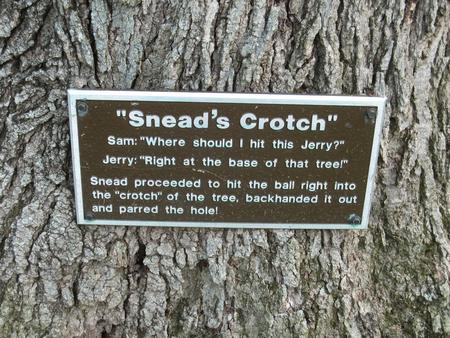 "Snead's Crotch"
Sam: "Where should I hit this Jerry?"
Jerry: "Right at the base of that tree!"
Snead proceeded to hit the ball right into
the "crotch" of the tree, backhanded it out
and parred the hole!